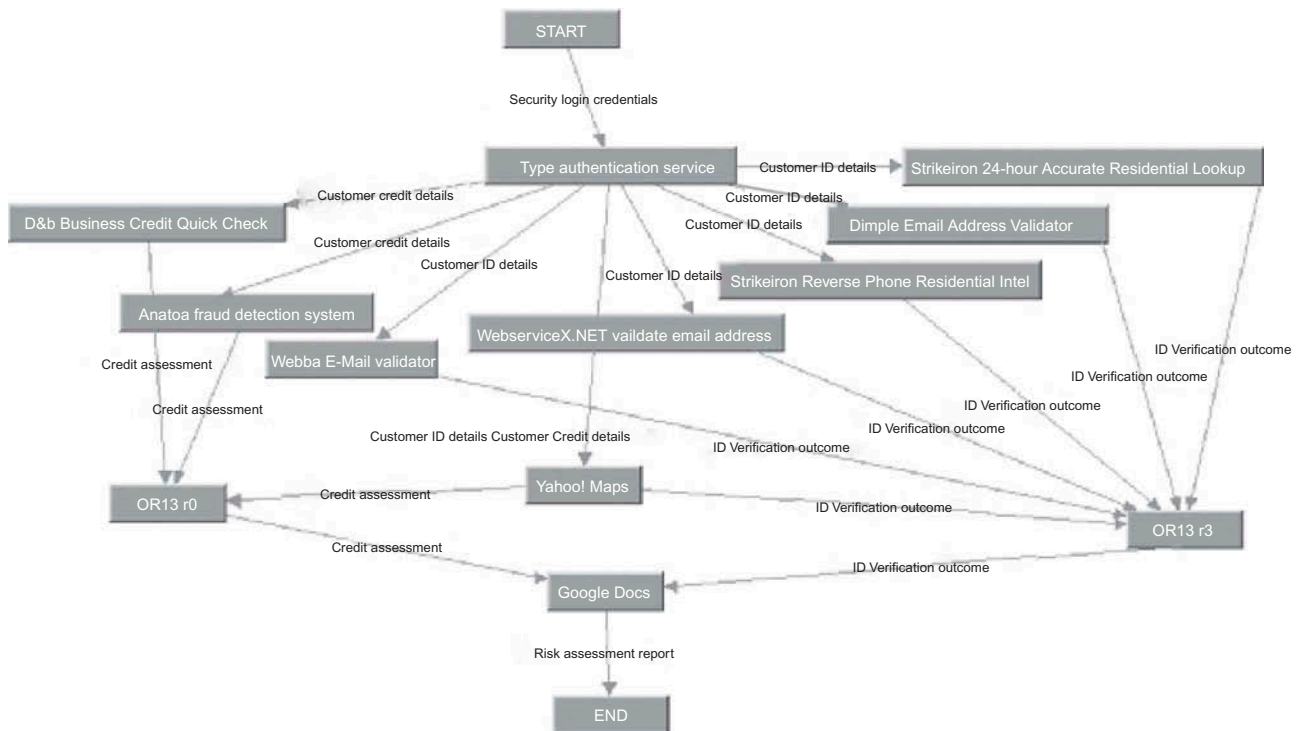 START
Security login credentials
Type authentication service
Customer ID details
Strikeiron 24-hour Accurate Residential Lookup
Customer credit details
Customer ID details
D&b Business Credit Quick Check
Customer ID details
Dimple Email Address Validator
Customer credit details
Customer ID details
Customer ID details
Strikeiron Reverse Phone Residential Intel
Anatoa fraud detection system
WebserviceX.NET vaildate email address
Webba E-Mail validator
Credit assessment
ID Verification outcome
ID Verification outcome
Credit assessment
ID Verification outcome
ID Verification outcome
Customer ID details Customer Credit details
ID Verification outcome
Yahoo! Maps
Credit assessment
OR13 r0
ID Verification outcome
OR13 r3
Credit assessment
ID Verification outcome
Google Docs
Risk assessment report
END